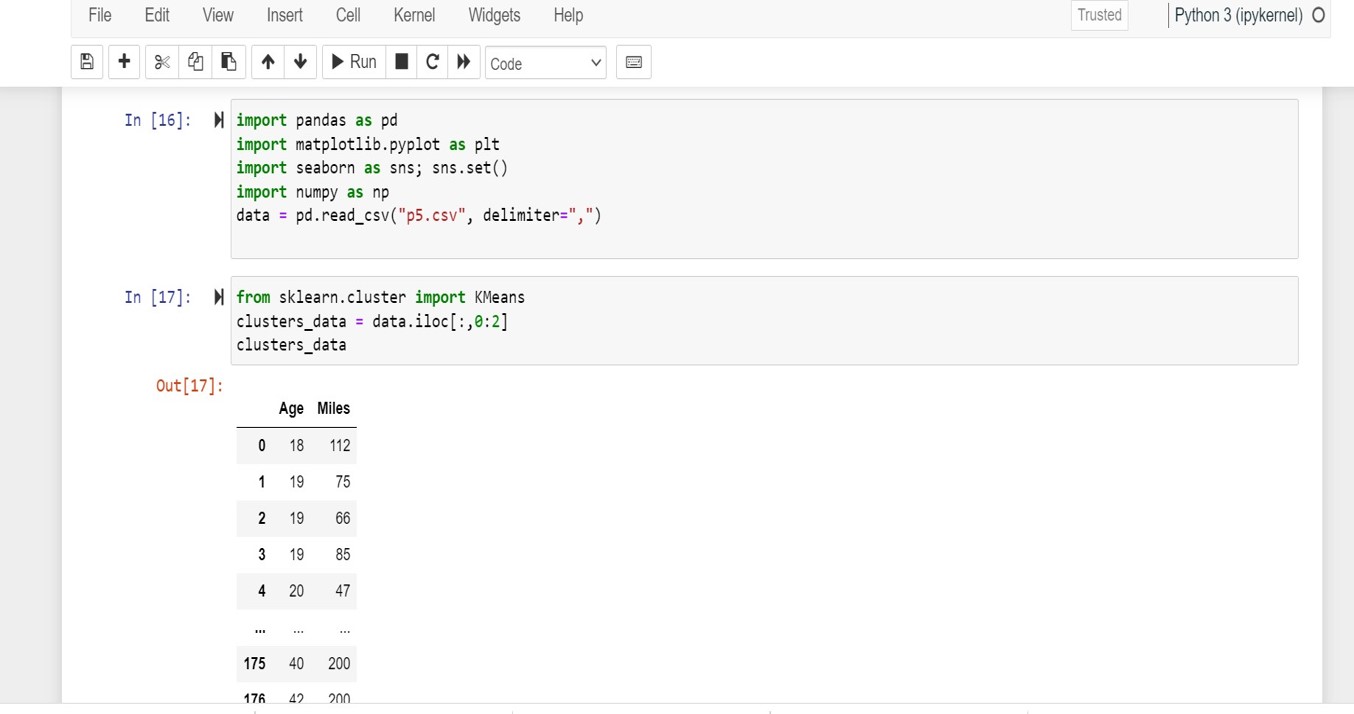 File Edit View Insert Cell Kernel Widgets Help Trusted Python 3 (ipykernel)
Run Code
In [16]: import pandas as pd
import matplotlib.pyplot as plt
import seaborn as sns; sns.set()
import numpy as np
data = pd.read_csv("p5.csv", delimiter=",")
In [17]: from sklearn.cluster import KMeans
clusters_data = data.iloc[:,0:2]
clusters_data
Out[17]:
Age Miles
0 18 112
1 19 75
2 19 66
3 19 85
4 20 47
... ... ...
175 40 200
176 42 200